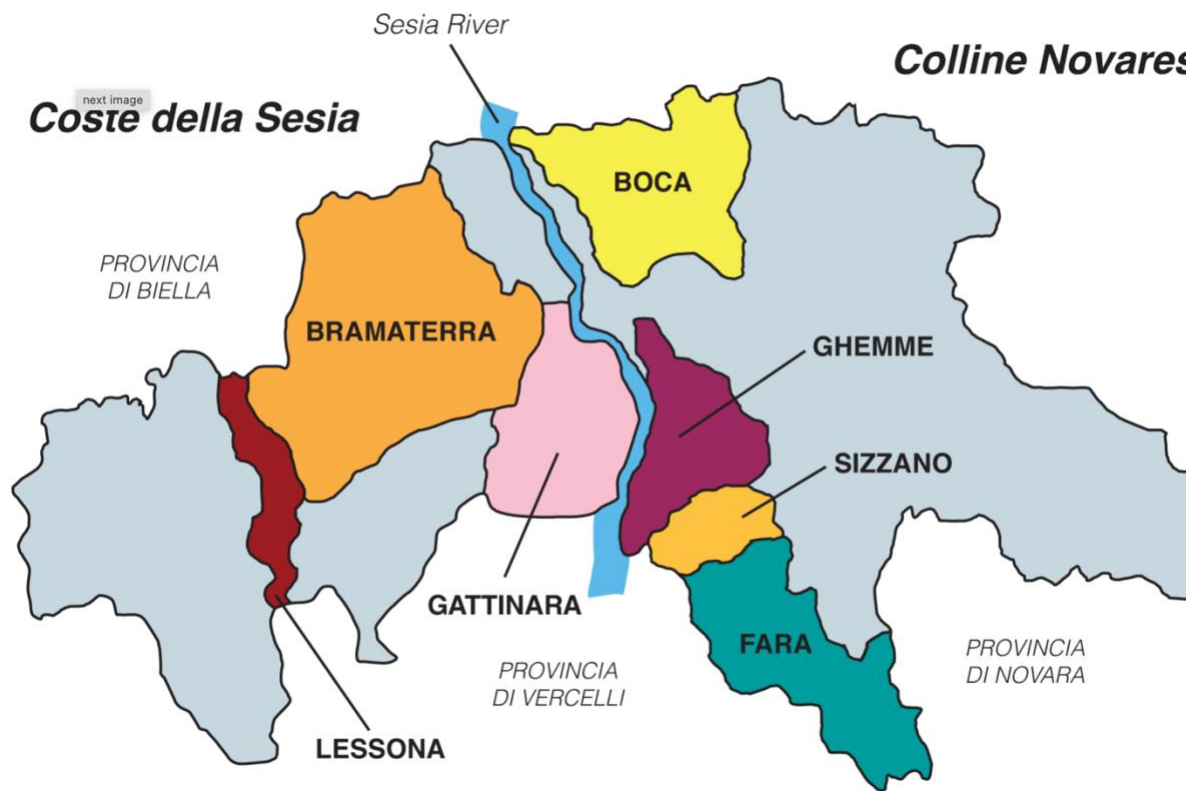 Sesia River
Colline Novares
next image
Coste della Sesia
BOCA
PROVINCIA
DI BIELLA
BRAMATERRA
GHEMME
SIZZANO
GATTINARA
FARA
PROVINCIA
DI NOVARA
PROVINCIA
DI VERCELLI
LESSONA